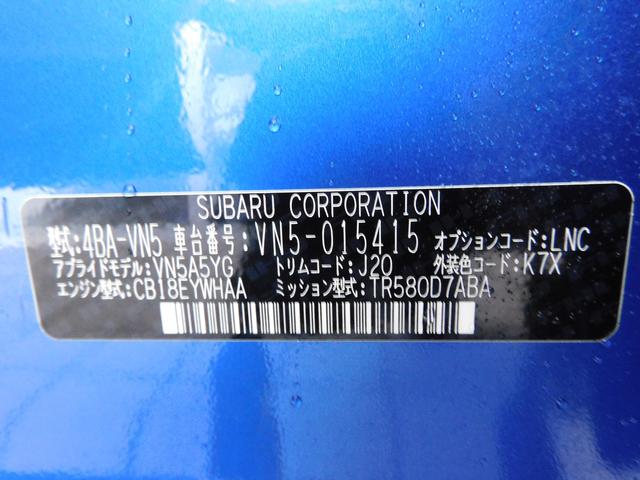 SUBARU CORPORATION
型式:4BA-VN5 車台番号:VN5-015415 オプションコード:LNC
アプライドモデル:VN5A5YG トリムコード:J20 外装色コード:K7X
エンジン型式:CB18EYWHAA ミッション型式:TR580D7ABA